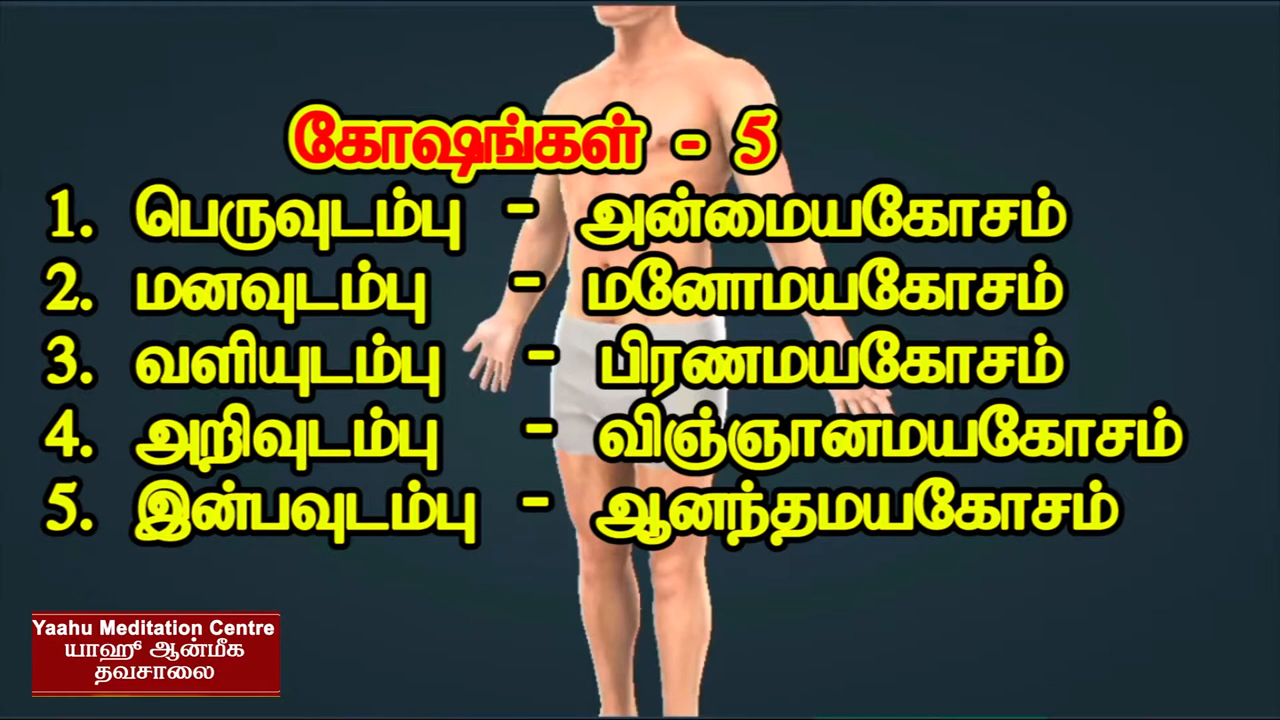 கோஷங்கள் - 5
1. பெருவுடம்பு - அன்மையகோசம்
2. மனவுடம்பு - மனோமயகோசம்
3. வளியுடம்பு - பிரணமயகோசம்
4. அறிவுடம்பு - விஞ்ஞானமயகோசம்
5. இன்பவுடம்பு - ஆனந்தமயகோசம்
Yaahu Meditation Centre
யாஹூ ஆன்மீக
தவசாலை